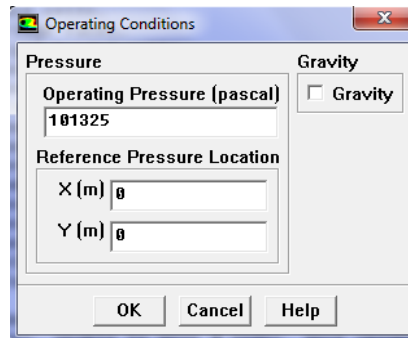 Operating Conditions
Pressure
Gravity
Operating Pressure (pascal)
Gravity
101325
Reference Pressure Location
X (m) 0
Y (m) 0
OK Cancel Help